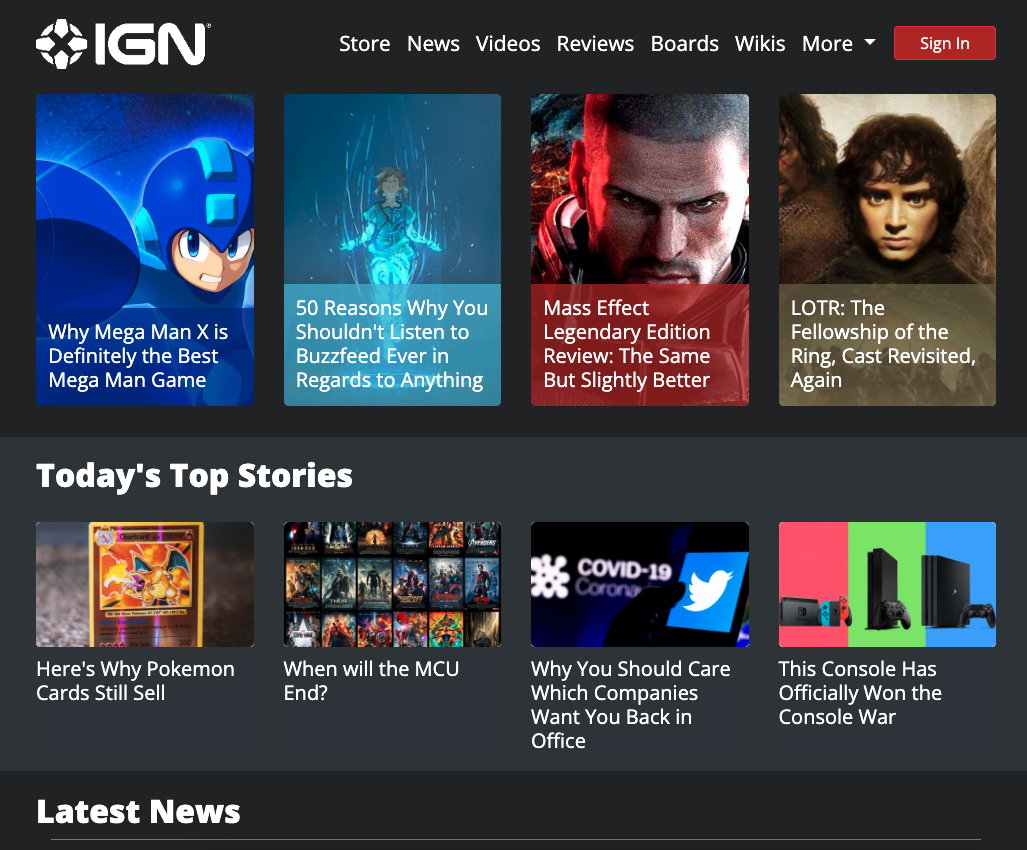 IGN
Store News Videos Reviews Boards Wikis More Sign In
Why Mega Man X is
Definitely the Best
Mega Man Game
50 Reasons Why You
Shouldn't Listen to
Buzzfeed Ever in
Regards to Anything
Mass Effect
Legendary Edition
Review: The Same
But Slightly Better
LOTR: The
Fellowship of the
Ring, Cast Revisited,
Again
Today's Top Stories
Charizard
COVID-19
AVENGERS
THOR
Here's Why Pokemon
Cards Still Sell
When will the MCU
End?
Why You Should Care
Which Companies
Want You Back in
Office
This Console Has
Officially Won the
Console War
Latest News